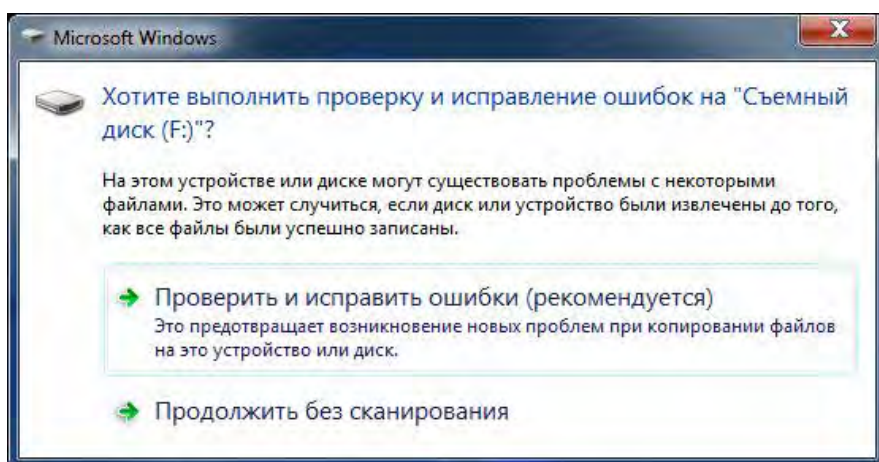 Microsoft Windows
Хотите выполнить проверку и исправление ошибок на "Съемный
диск (F:)"?
На этом устройстве или диске могут существовать проблемы с некоторыми
файлами. Это может случиться, если диск или устройство были извлечены до того,
как все файлы были успешно записаны.
Проверить и исправить ошибки (рекомендуется)
Это предотвращает возникновение новых проблем при копировании файлов
на это устройство или диск.
Продолжить без сканирования